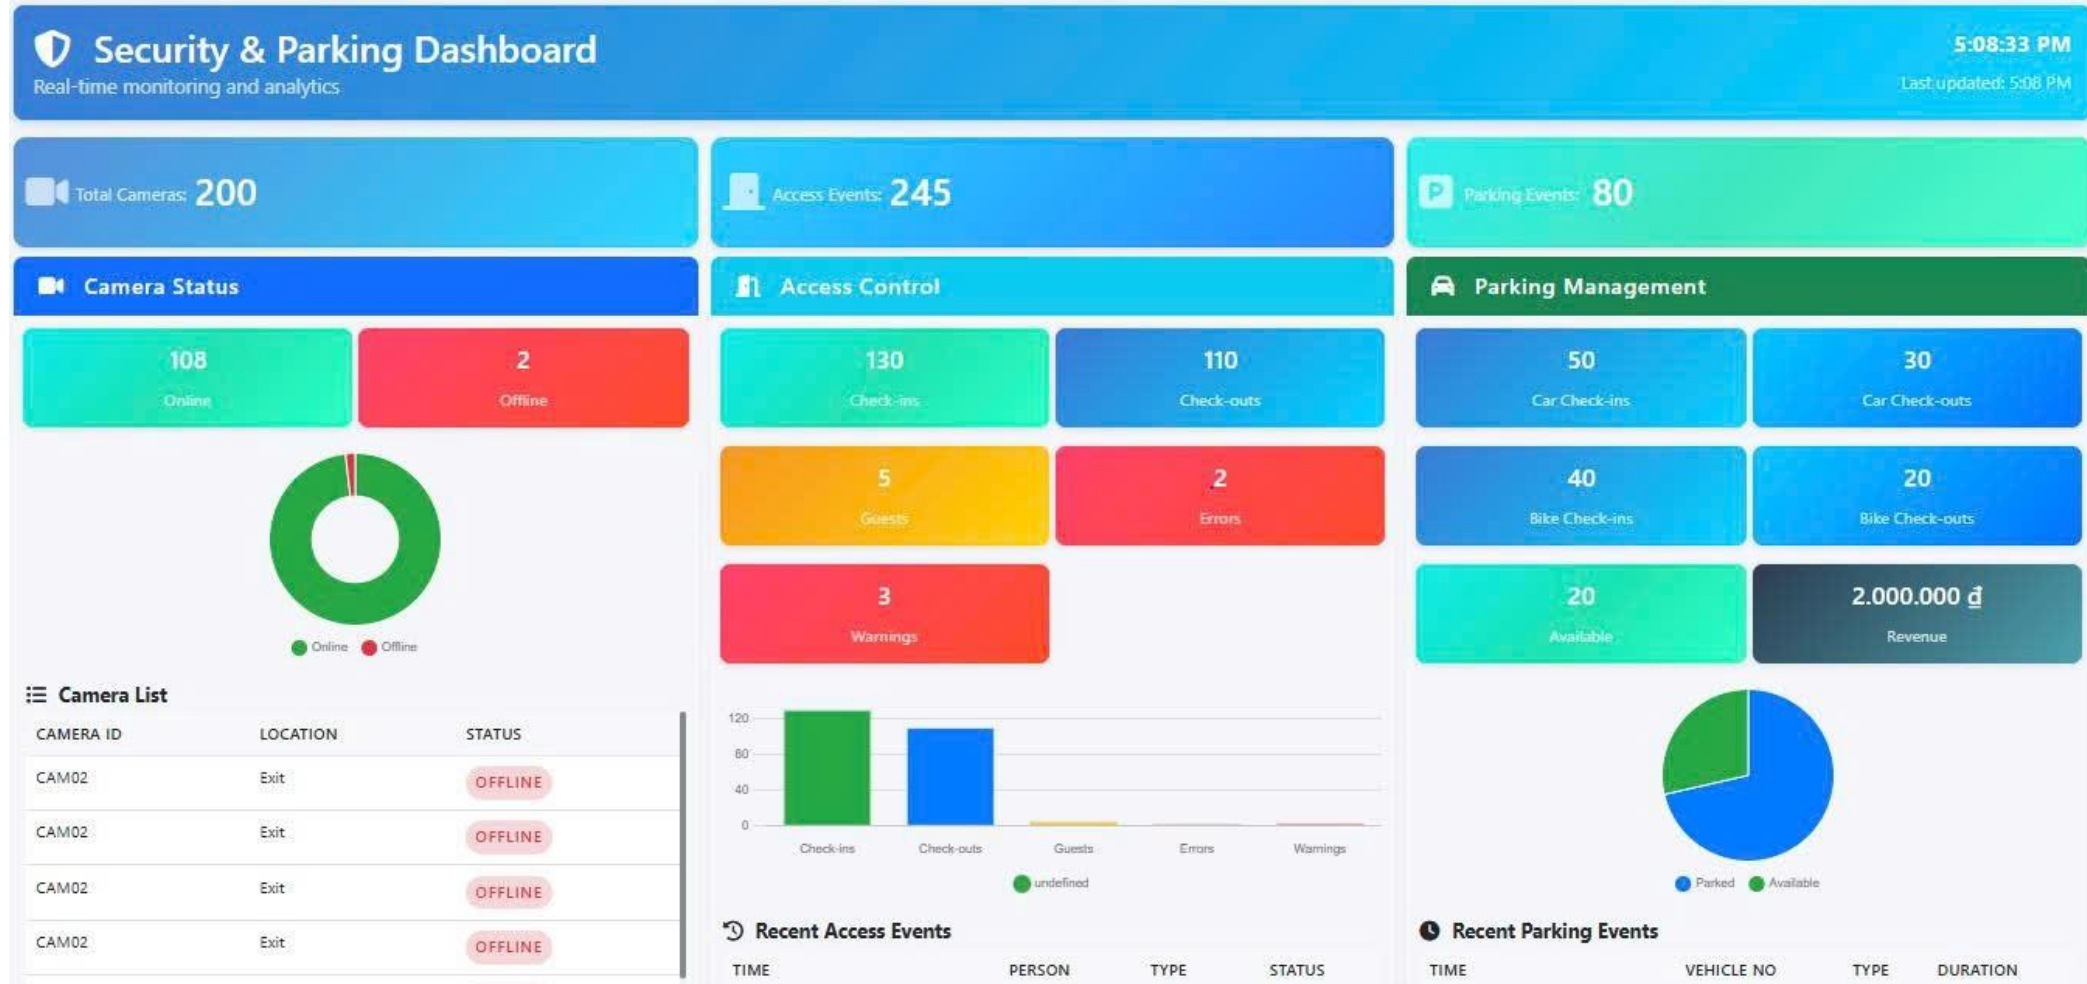 Security & Parking Dashboard
Real-time monitoring and analytics
5:08:33 PM
Last updated: 5:08 PM
Total Cameras: 200
Access Events: 245
Parking Events: 80
Camera Status
108
Online
2
Offline
Online Offline
Camera List
CAMERA ID LOCATION STATUS
CAM02 Exit OFFLINE
CAM02 Exit OFFLINE
CAM02 Exit OFFLINE
CAM02 Exit OFFLINE
Access Control
130
Check-ins
110
Check-outs
5
Guests
2
Errors
3
Warnings
120
80
40
0
Check-ins Check-outs Guests Errors Warnings
undefined
Recent Access Events
TIME PERSON TYPE STATUS
Parking Management
50
Car Check-ins
30
Car Check-outs
40
Bike Check-ins
20
Bike Check-outs
20
Available
2.000.000 ₫
Revenue
Parked Available
Recent Parking Events
TIME VEHICLE NO TYPE DURATION